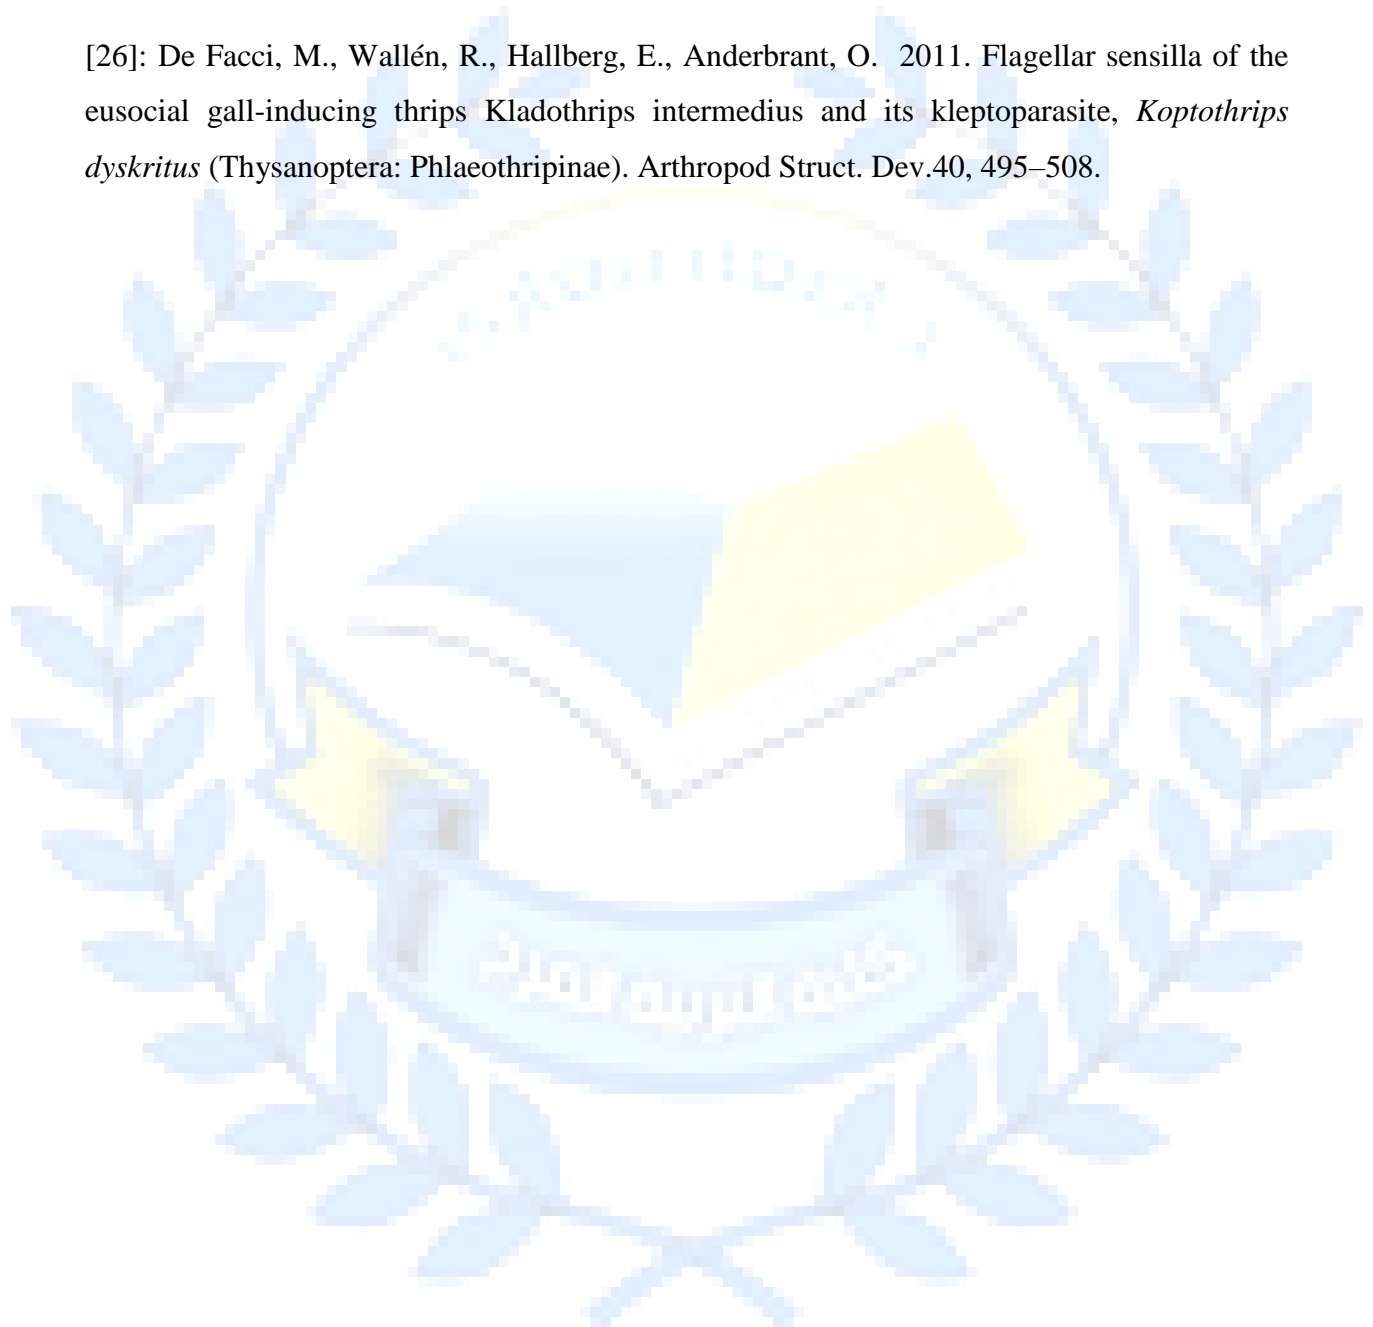 [26]: De Facci, M., Wallén, R., Hallberg, E., Anderbrant, O. 2011. Flagellar sensilla of the
eusocial gall-inducing thrips Kladothrips intermedius and its kleptoparasite, Koptothrips
dyskritus (Thysanoptera: Phlaeothripinae). Arthropod Struct. Dev.40, 495–508.